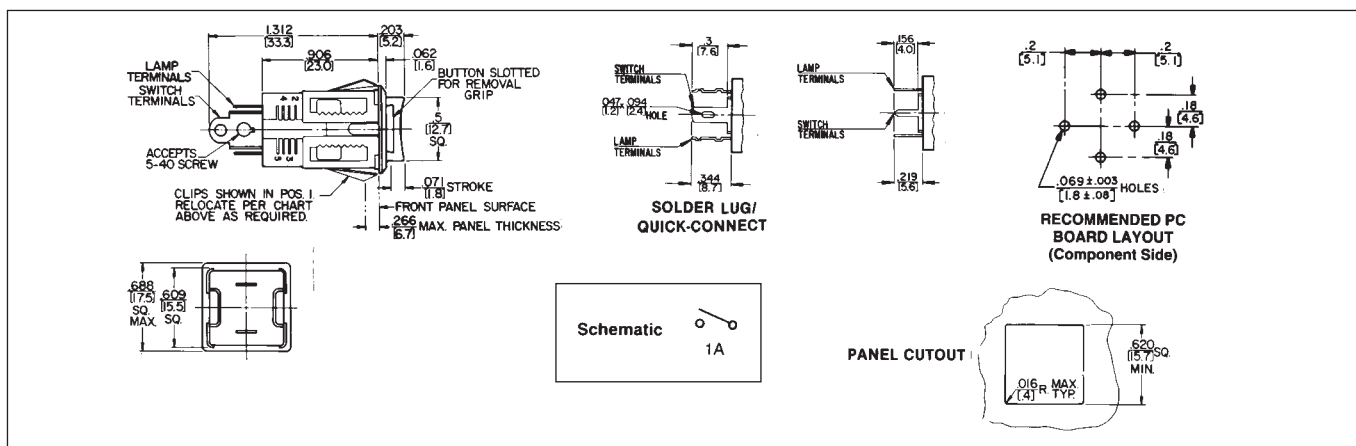 1.312
[33.3]
.203
[5.2]
.906
[23.0]
.062
[1.6]
LAMP
TERMINALS
SWITCH
TERMINALS
BUTTON SLOTTED
FOR REMOVAL
GRIP
2
4
3
5
.5
[12.7]
SQ.
ACCEPTS
5-40 SCREW
CLIPS SHOWN IN POS. 1
RELOCATE PER CHART
ABOVE AS REQUIRED.
.071
[1.8]
STROKE
FRONT PANEL SURFACE
.266
[6.7]
MAX. PANEL THICKNESS
.688
[17.5]
SQ.
MAX.
.609
[15.5]
SQ.
.3
[7.6]
SWITCH
TERMINALS
.047x.094
[1.2] [2.4]
HOLE
LAMP
TERMINALS
.344
[8.7]
SOLDER LUG/
QUICK-CONNECT
.156
[4.0]
LAMP
TERMINALS
SWITCH
TERMINALS
.219
[5.6]
.2
[5.1]
.2
[5.1]
.18
[4.6]
.18
[4.6]
.069±.003
[1.8 ±.08]
HOLES
RECOMMENDED PC
BOARD LAYOUT
(Component Side)
Schematic
1A
PANEL CUTOUT
.620
[15.7]
SQ.
MIN.
.016
[.4]
R. MAX.
TYP.